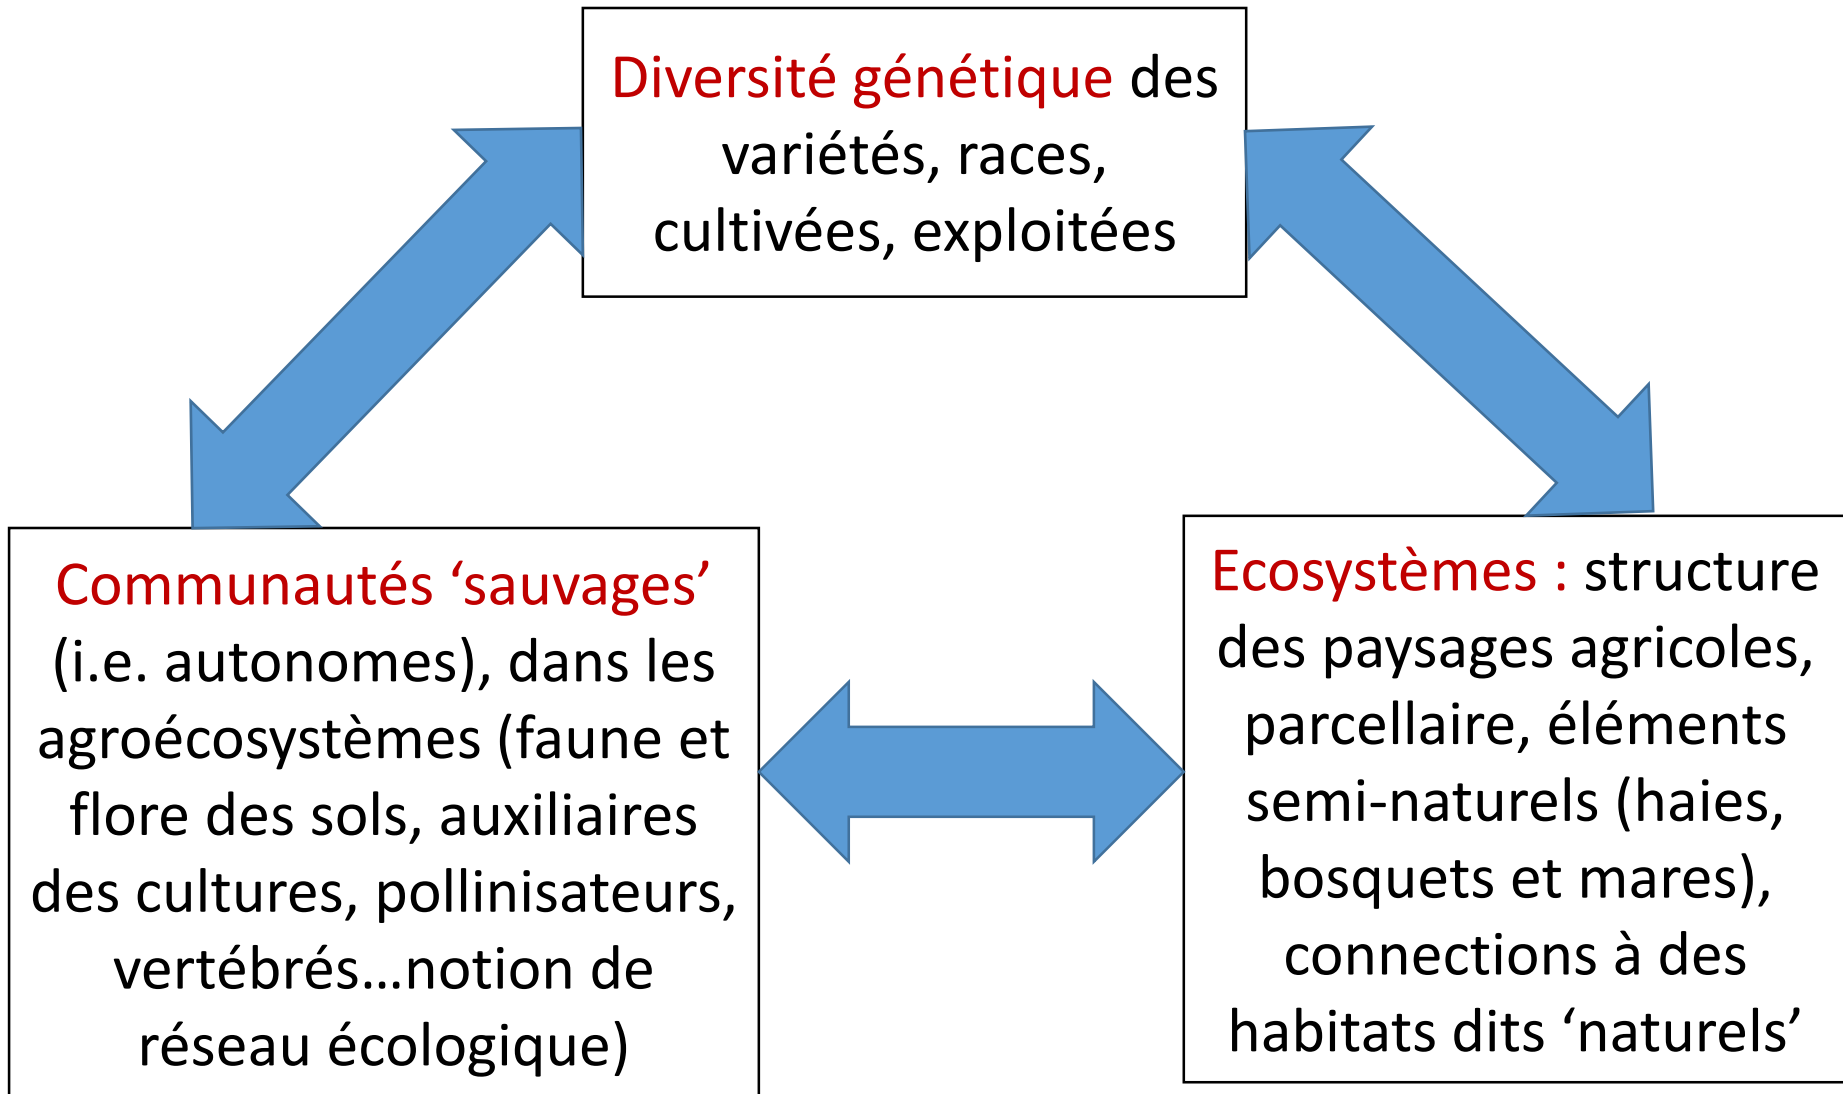 Diversité génétique des
variétés, races,
cultivées, exploitées
Communautés ‘sauvages’
(i.e. autonomes), dans les
agroécosystèmes (faune et
flore des sols, auxiliaires
des cultures, pollinisateurs,
vertébrés…notion de
réseau écologique)
Ecosystèmes : structure
des paysages agricoles,
parcellaire, éléments
semi-naturels (haies,
bosquets et mares),
connections à des
habitats dits ‘naturels’